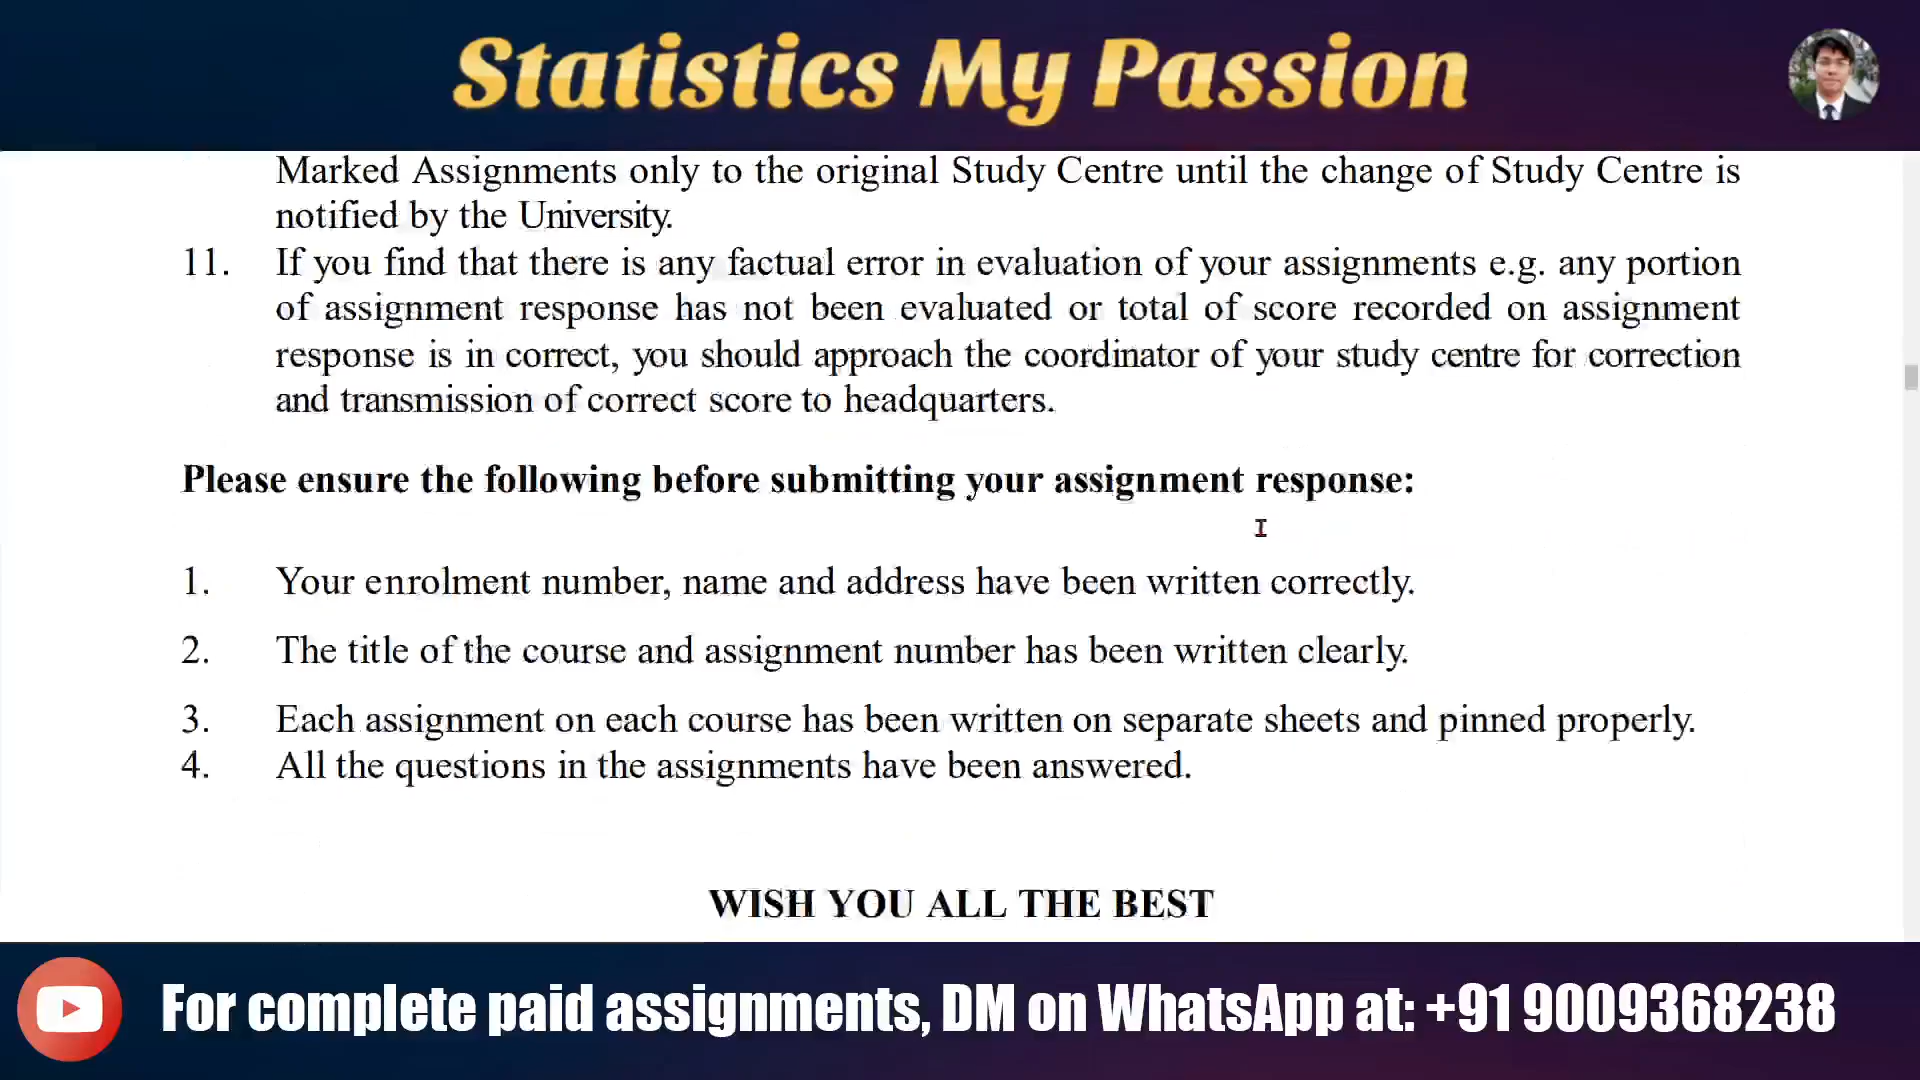 Statistics My Passion
Marked Assignments only to the original Study Centre until the change of Study Centre is
notified by the University.
11. If you find that there is any factual error in evaluation of your assignments e.g. any portion
of assignment response has not been evaluated or total of score recorded on assignment
response is in correct, you should approach the coordinator of your study centre for correction
and transmission of correct score to headquarters.
Please ensure the following before submitting your assignment response:
1. Your enrolment number, name and address have been written correctly.
2. The title of the course and assignment number has been written clearly.
3. Each assignment on each course has been written on separate sheets and pinned properly.
4. All the questions in the assignments have been answered.
WISH YOU ALL THE BEST
For complete paid assignments, DM on WhatsApp at: +91 9009368238